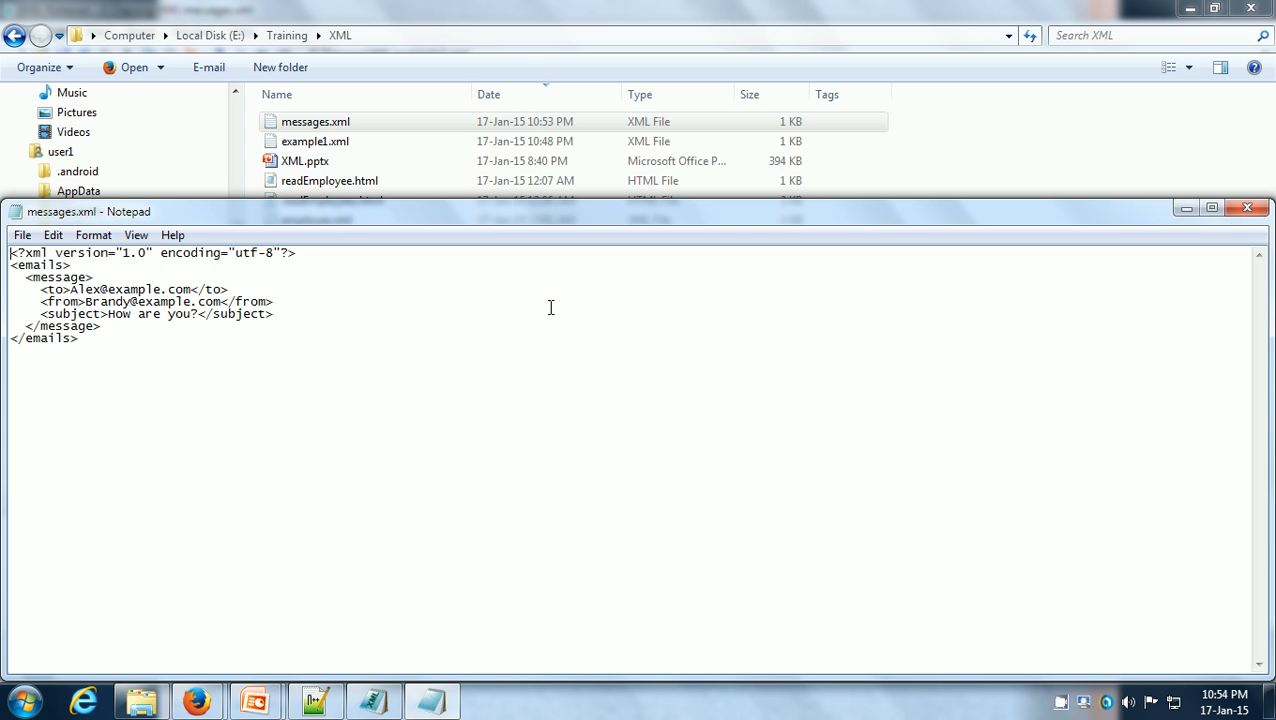 Computer Local Disk (E:) Training XML Search XML
Organize Open E-mail New folder
Music
Pictures
Videos
user1
.android
AppData
Name Date Type Size Tags
messages.xml 17-Jan-15 10:53 PM XML File 1 KB
example1.xml 17-Jan-15 10:48 PM XML File 1 KB
XML.pptx 17-Jan-15 8:40 PM Microsoft Office P... 394 KB
readEmployee.html 17-Jan-15 12:07 AM HTML File 1 KB
messages.xml - Notepad
File Edit Format View Help
<?xml version="1.0" encoding="utf-8"?>
<emails>
<message>
<to>Alex@example.com</to>
<from>Brandy@example.com</from>
<subject>How are you?</subject>
</message>
</emails>
10:54 PM
17-Jan-15